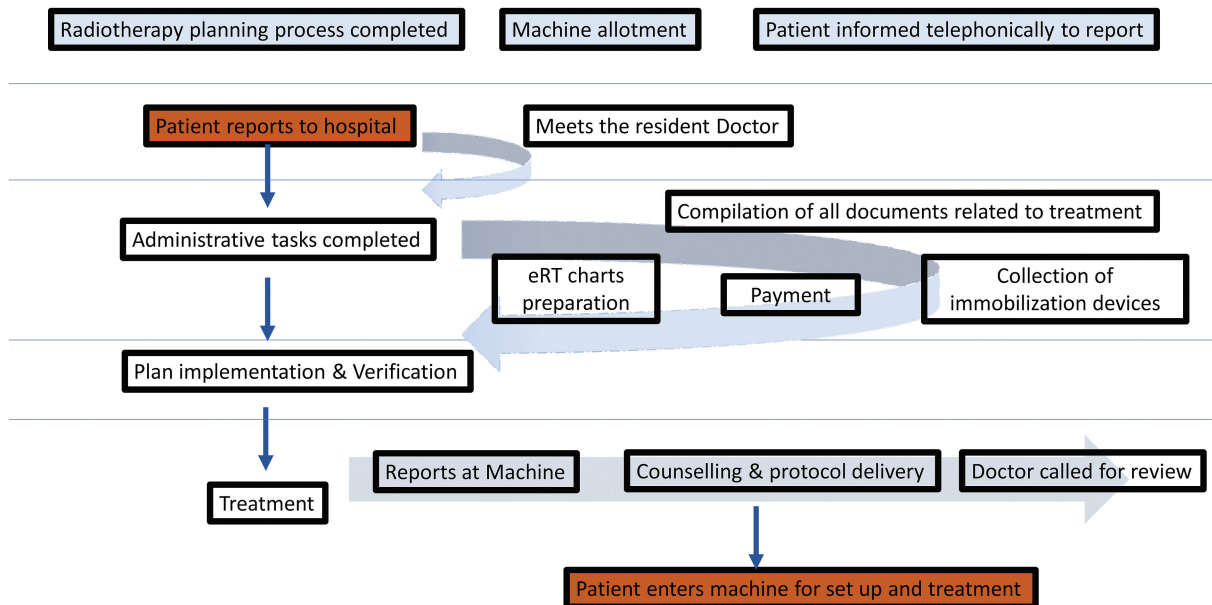 Radiotherapy planning process completed
Machine allotment
Patient informed telephonically to report
Patient reports to hospital
Meets the resident Doctor
Compilation of all documents related to treatment
Administrative tasks completed
eRT charts
preparation
Payment
Collection of
immobilization devices
Plan implementation & Verification
Reports at Machine
Counselling & protocol delivery
Doctor called for review
Treatment
Patient enters machine for set up and treatment